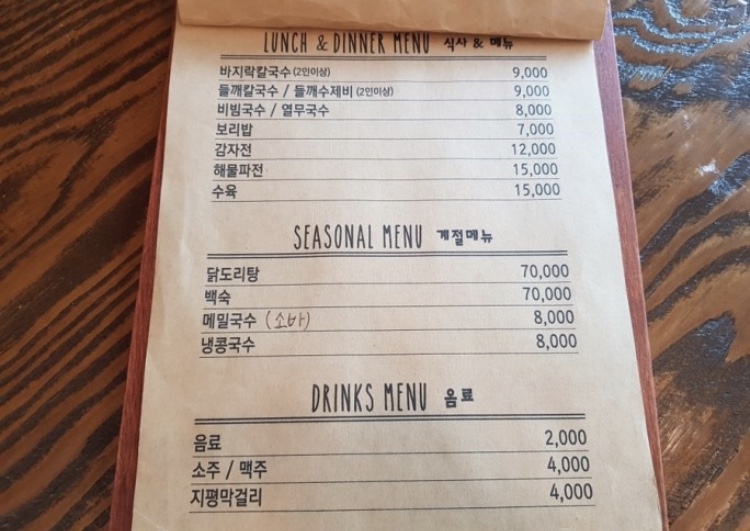 LUNCH & DINNER MENU 식사 & 메뉴
바지락칼국수 (2인이상) 9,000
들깨칼국수 / 들깨수제비 (2인이상) 9,000
비빔국수 / 열무국수 8,000
보리밥 7,000
감자전 12,000
해물파전 15,000
수육 15,000
SEASONAL MENU 계절메뉴
닭도리탕 70,000
백숙 70,000
메밀국수 (소바) 8,000
냉콩국수 8,000
DRINKS MENU 음료
음료 2,000
소주 / 맥주 4,000
지평막걸리 4,000